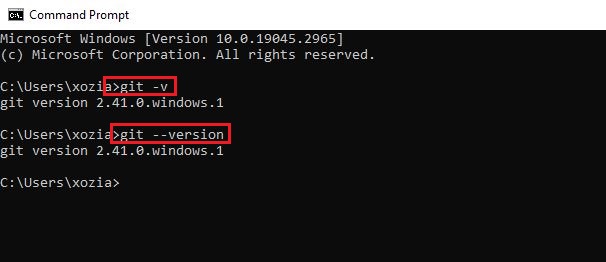 Command Prompt
Microsoft Windows [Version 10.0.19045.2965]
(c) Microsoft Corporation. All rights reserved.
C:\Users\xozia>git -v
git version 2.41.0.windows.1
C:\Users\xozia>git --version
git version 2.41.0.windows.1
C:\Users\xozia>